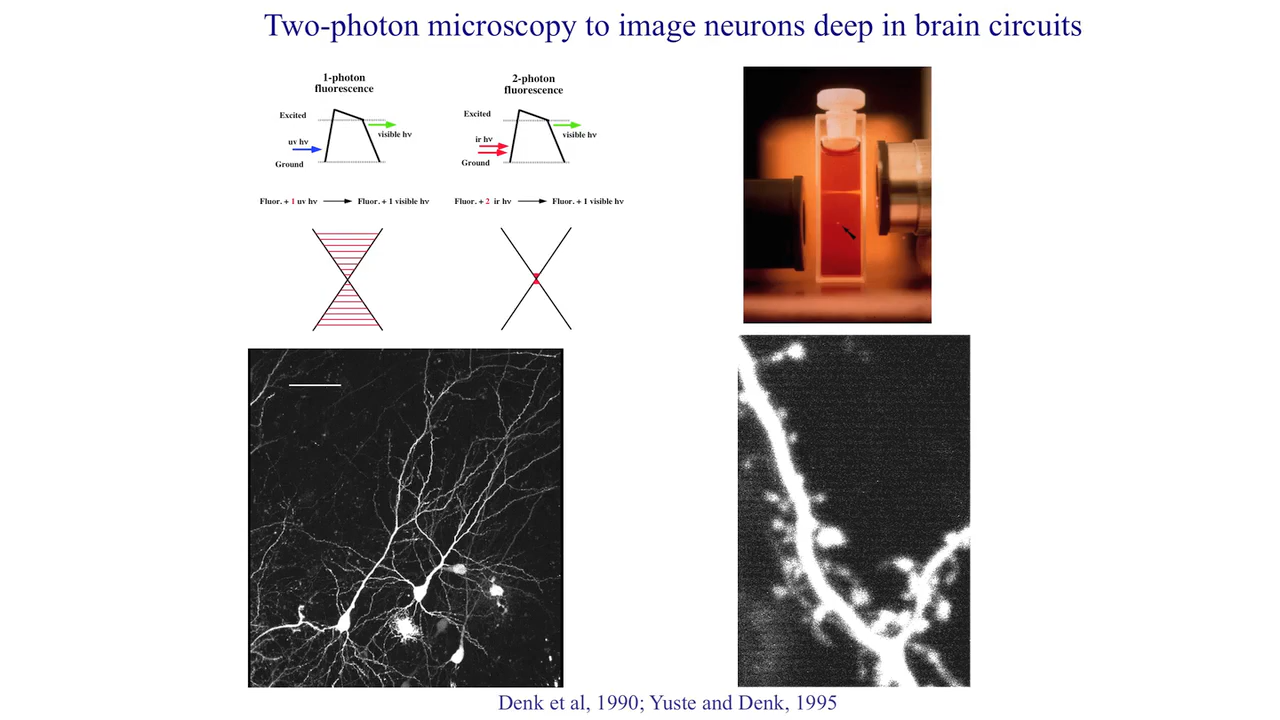 Two-photon microscopy to image neurons deep in brain circuits
1-photon
fluorescence
Excited
uv hν
visible hν
Ground
Fluor. + 1 uv hν → Fluor. + 1 visible hν
2-photon
fluorescence
Excited
ir hν
visible hν
Ground
Fluor. + 2 ir hν → Fluor. + 1 visible hν
Denk et al, 1990; Yuste and Denk, 1995